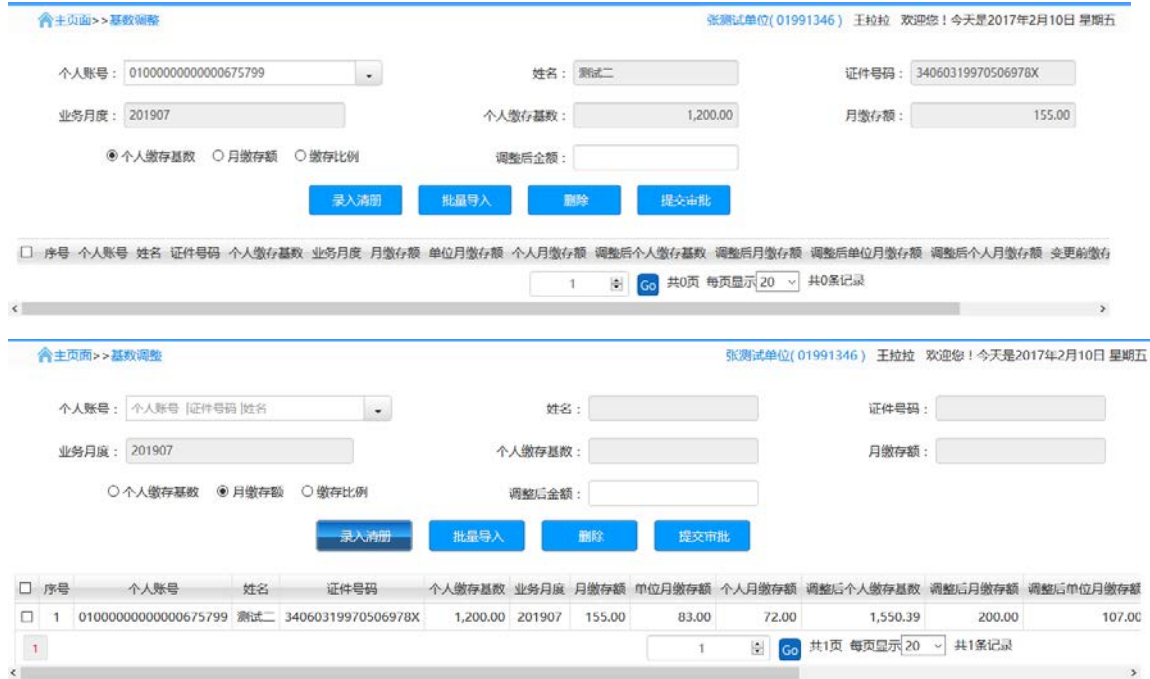 主页面>>基数调整 张测试单位(01991346) 王拉拉 欢迎您！今天是2017年2月10日 星期五
个人账号： 01000000000000675799 姓名： 测试二 证件号码： 34060319970506978X
业务月度： 201907 个人缴存基数： 1,200.00 月缴存额： 155.00
个人缴存基数 月缴存额 缴存比例 调整后金额：
录入清册 批量导入 删除 提交审批
序号 个人账号 姓名 证件号码 个人缴存基数 业务月度 月缴存额 单位月缴存额 个人月缴存额 调整后个人缴存基数 调整后月缴存额 调整后单位月缴存额 调整后个人月缴存额 变更前缴存
1 Go 共0页 每页显示 20 共0条记录
主页面>>基数调整 张测试单位(01991346) 王拉拉 欢迎您！今天是2017年2月10日 星期五
个人账号： 个人账号 |证件号码 |姓名 姓名： 证件号码：
业务月度： 201907 个人缴存基数： 月缴存额：
个人缴存基数 月缴存额 缴存比例 调整后金额：
录入清册 批量导入 删除 提交审批
序号 个人账号 姓名 证件号码 个人缴存基数 业务月度 月缴存额 单位月缴存额 个人月缴存额 调整后个人缴存基数 调整后月缴存额 调整后单位月缴存额
1 01000000000000675799 测试二 34060319970506978X 1,200.00 201907 155.00 83.00 72.00 1,550.39 200.00 107.00
1 1 Go 共1页 每页显示 20 共1条记录